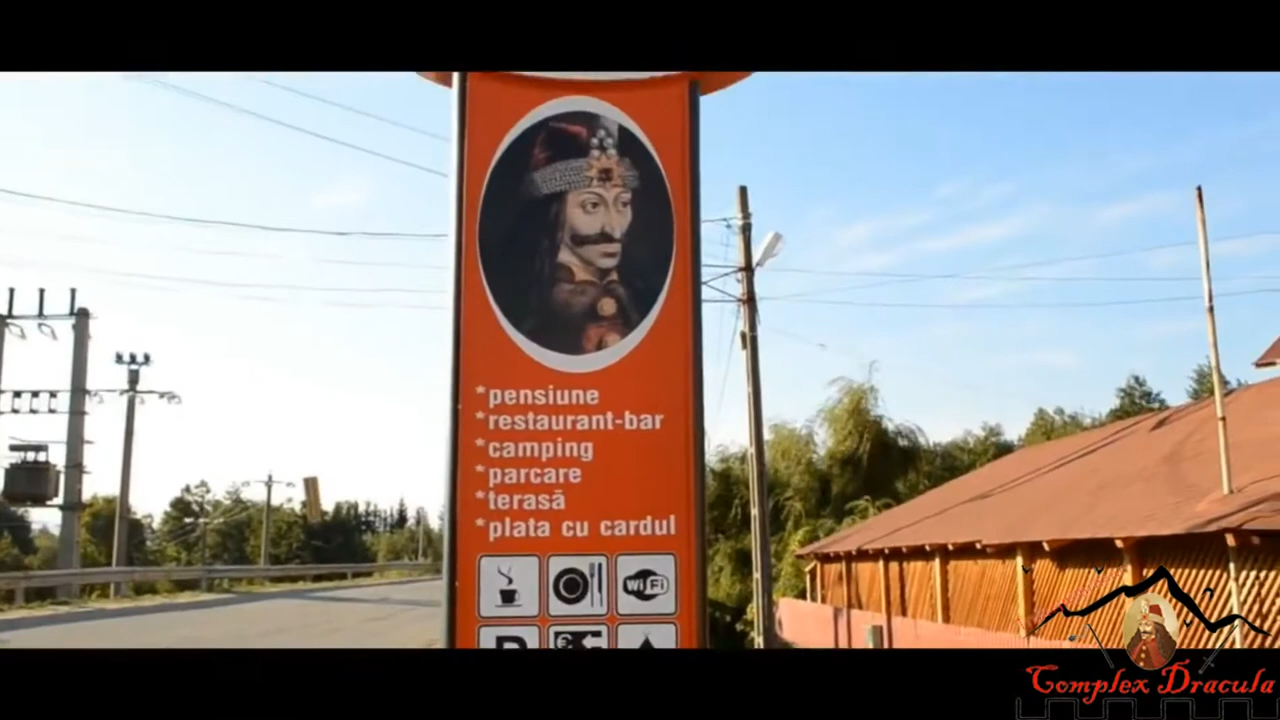 *pensiune
*restaurant-bar
*camping
*parcare
*terasă
*plata cu cardul
WiFi
P
Complex Dracula